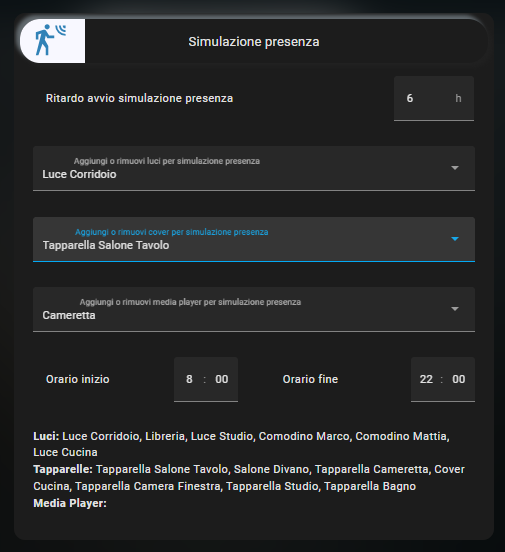 Simulazione presenza
Ritardo avvio simulazione presenza 6 h
Aggiungi o rimuovi luci per simulazione presenza
Luce Corridoio
Aggiungi o rimuovi cover per simulazione presenza
Tapparella Salone Tavolo
Aggiungi o rimuovi media player per simulazione presenza
Cameretta
Orario inizio 8 : 00 Orario fine 22 : 00
Luci: Luce Corridoio, Libreria, Luce Studio, Comodino Marco, Comodino Mattia,
Luce Cucina
Tapparelle: Tapparella Salone Tavolo, Salone Divano, Tapparella Cameretta, Cover
Cucina, Tapparella Camera Finestra, Tapparella Studio, Tapparella Bagno
Media Player: